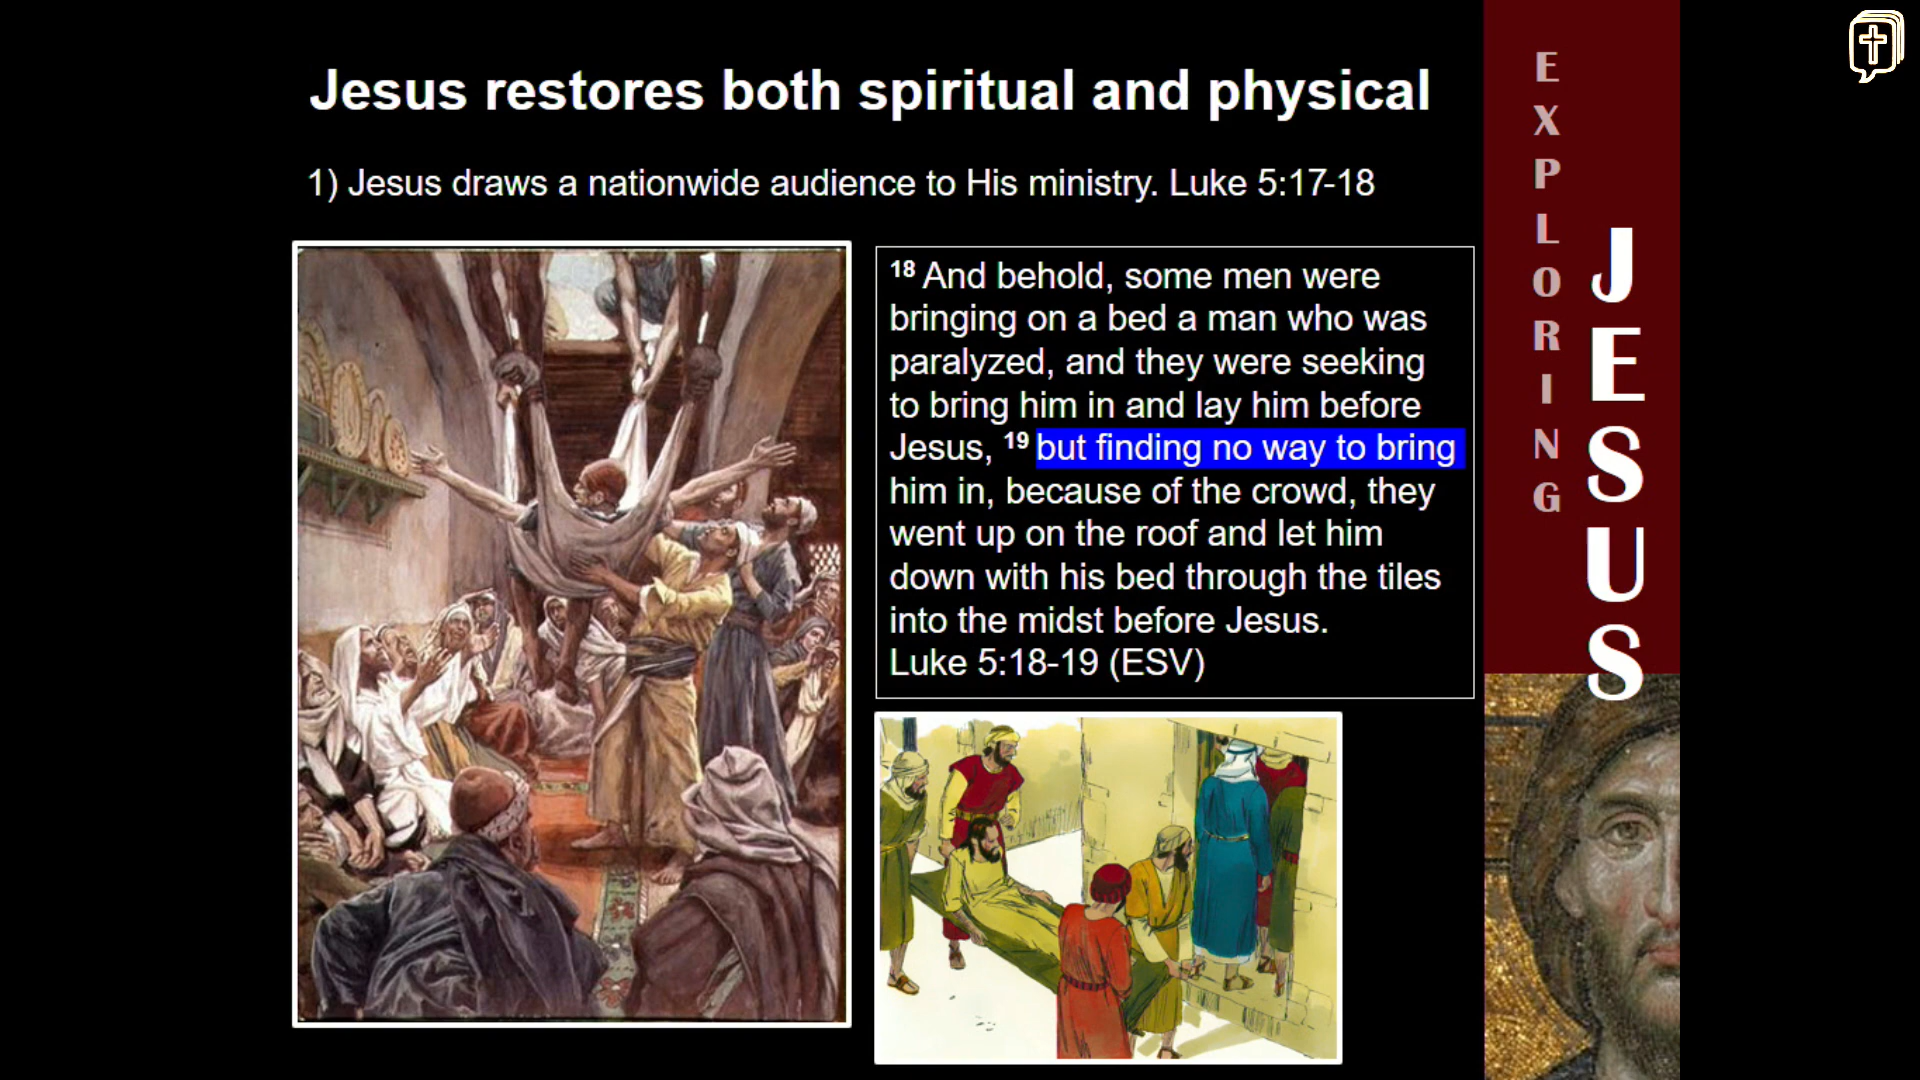 Jesus restores both spiritual and physical
1) Jesus draws a nationwide audience to His ministry. Luke 5:17-18
18 And behold, some men were
bringing on a bed a man who was
paralyzed, and they were seeking
to bring him in and lay him before
Jesus, 19 but finding no way to bring
him in, because of the crowd, they
went up on the roof and let him
down with his bed through the tiles
into the midst before Jesus.
Luke 5:18-19 (ESV)
EXPLORING
JESUS